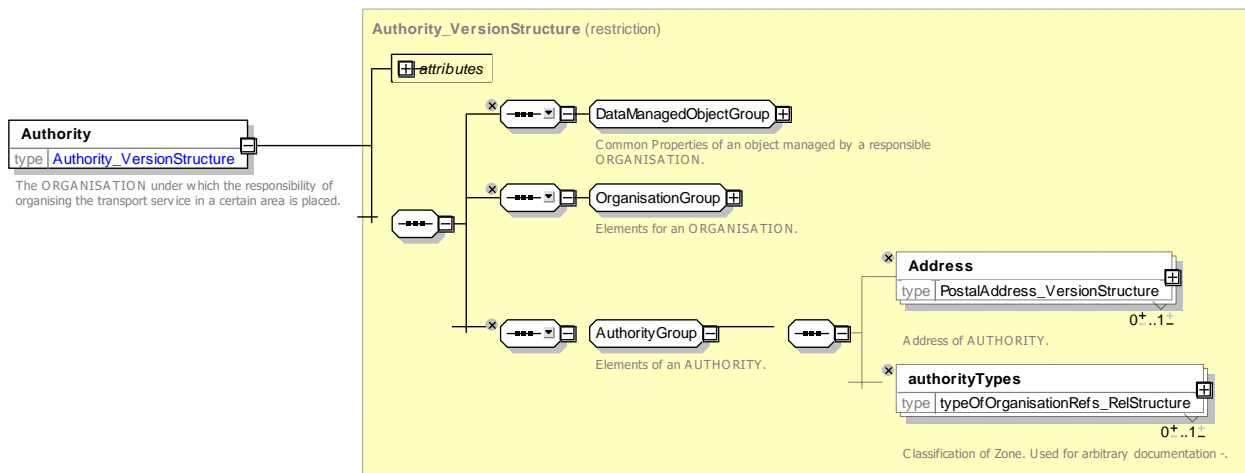 Authority_VersionStructure (restriction)
attributes
Authority
type Authority_VersionStructure
The ORGANISATION under which the responsibility of
organising the transport service in a certain area is placed.
DataManagedObjectGroup
Common Properties of an object managed by a responsible
ORGANISATION.
OrganisationGroup
Elements for an ORGANISATION.
AuthorityGroup
Elements of an AUTHORITY.
Address
type PostalAddress_VersionStructure
0±..1±
Address of AUTHORITY.
authorityTypes
type typeOfOrganisationRefs_RelStructure
0±..1±
Classification of Zone. Used for arbitrary documentation -.